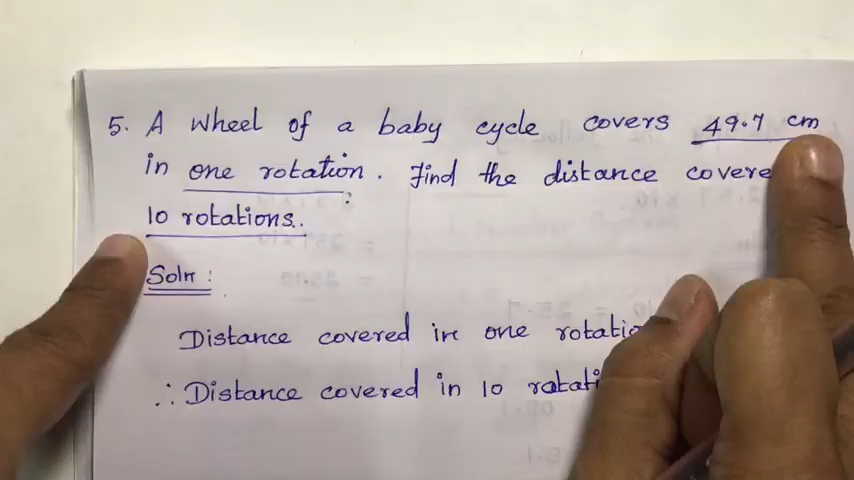 5. A wheel of a baby cycle covers 49.7 cm
in one rotation. Find the distance
10 rotations.
Soln:
Distance covered in one
∴ Distance covered in 10